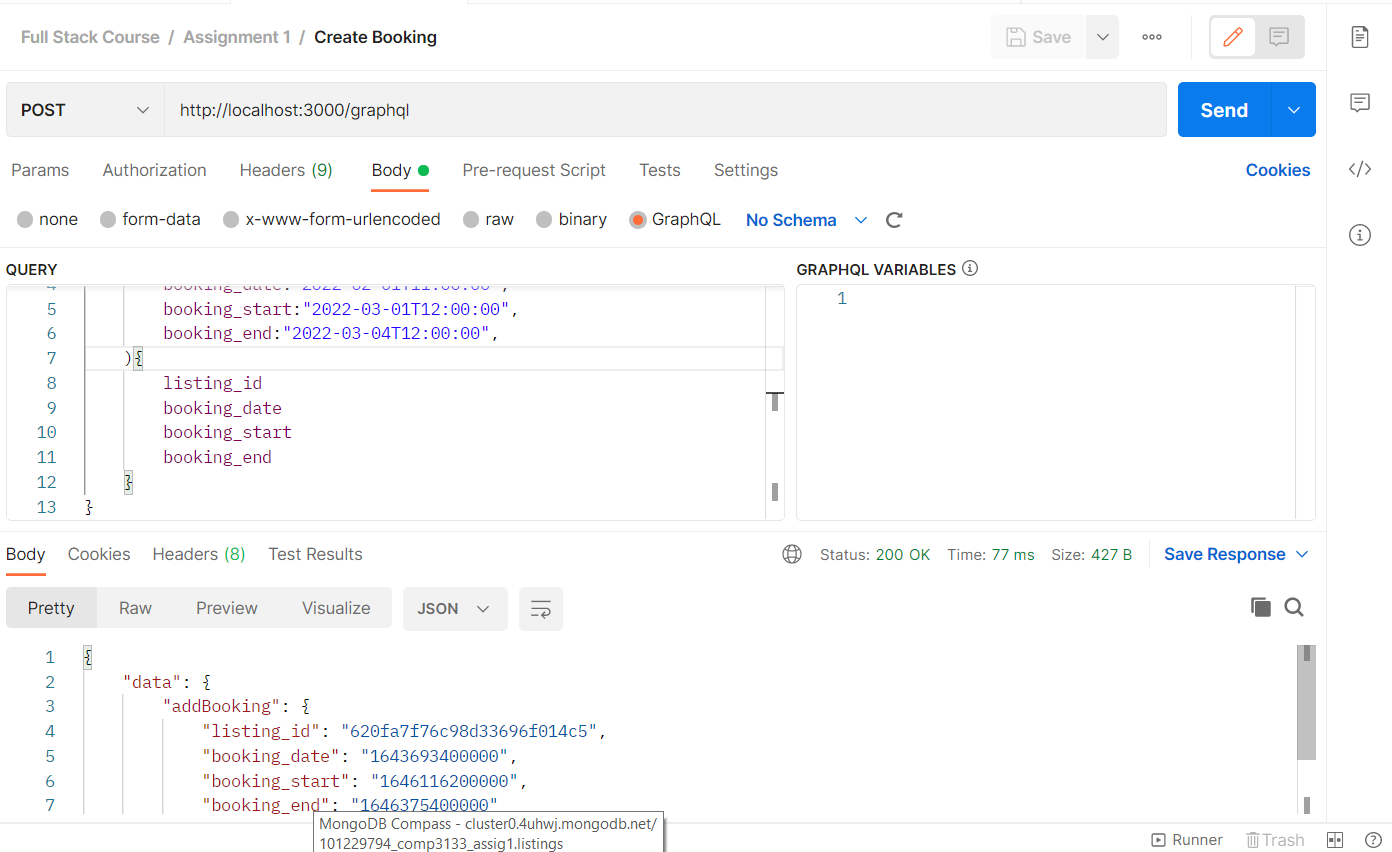 Full Stack Course / Assignment 1 / Create Booking
Save
POST
http://localhost:3000/graphql
Send
Params Authorization Headers (9) Body Pre-request Script Tests Settings Cookies
none form-data x-www-form-urlencoded raw binary GraphQL No Schema
QUERY
GRAPHQL VARIABLES
4 booking_date:"2022-02-01T11:00:00",
5 booking_start:"2022-03-01T12:00:00",
6 booking_end:"2022-03-04T12:00:00",
7 ){
8 listing_id
9 booking_date
10 booking_start
11 booking_end
12 }
13 }
1
Body Cookies Headers (8) Test Results
Status: 200 OK Time: 77 ms Size: 427 B Save Response
Pretty Raw Preview Visualize JSON
1 {
2 "data": {
3 "addBooking": {
4 "listing_id": "620fa7f76c98d33696f014c5",
5 "booking_date": "1643693400000",
6 "booking_start": "1646116200000",
7 "booking_end": "1646375400000"
MongoDB Compass - cluster0.4uhwj.mongodb.net/
101229794_comp3133_assig1.listings
Runner Trash